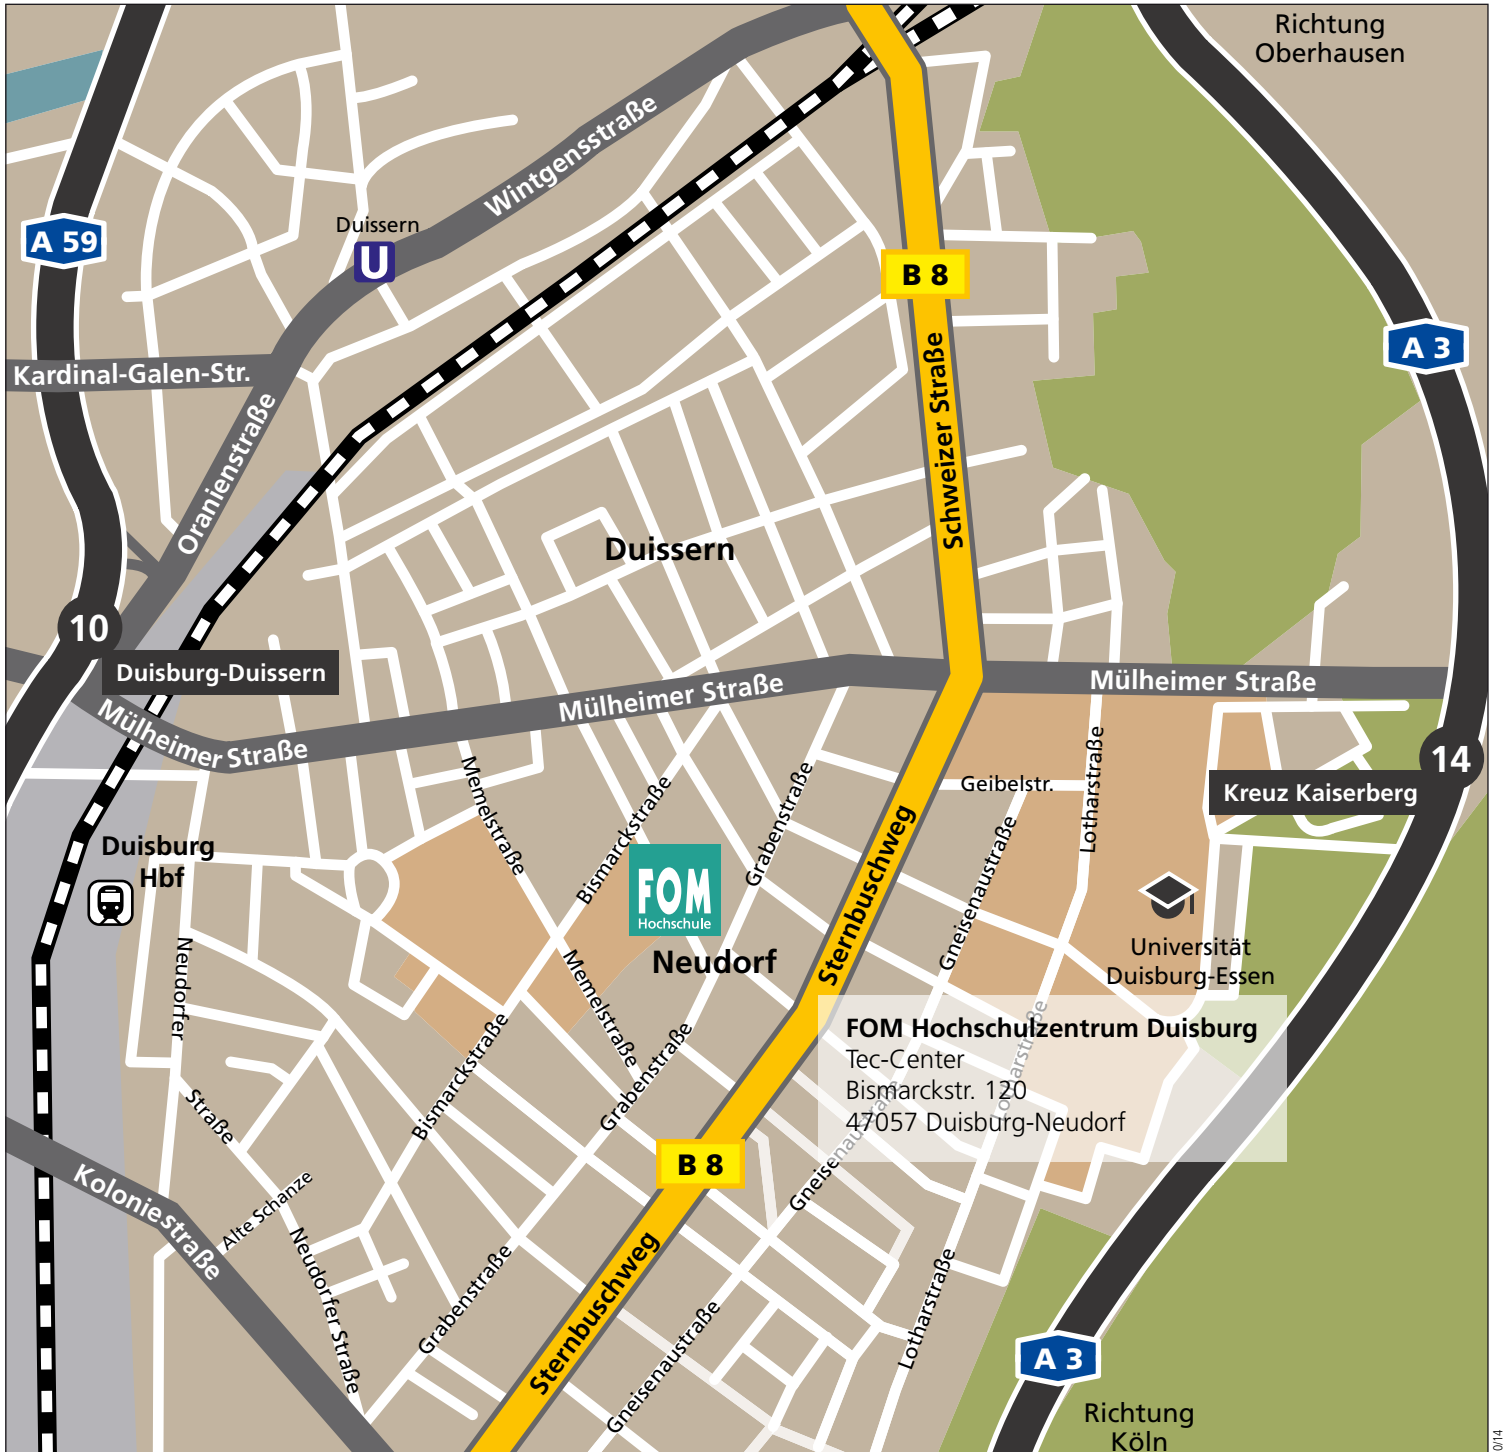 Richtung
Oberhausen
Wintgensstraße
Duissern
U
A 59
B 8
A 3
Kardinal-Galen-Str.
Oranienstraße
Schweizer Straße
Duissern
10
Duisburg-Duissern
Mülheimer Straße
Mülheimer Straße
Mülheimer Straße
14
Kreuz Kaiserberg
Geibelstr.
Lotharstraße
Memelstraße
Bismarckstraße
Grabenstraße
Sternbuschweg
Gneisenaustraße
Duisburg
Hbf
FOM
Hochschule
Neudorf
Universität
Duisburg-Essen
Neudorfer
Straße
Memelstraße
Bismarckstraße
Grabenstraße
FOM Hochschulzentrum Duisburg
Tec-Center
Bismarckstr. 120
47057 Duisburg-Neudorf
Lotharstraße
Gneisenaustraße
B 8
Koloniestraße
Alte Schanze
Neudorfer Straße
Grabenstraße
Sternbuschweg
Gneisenaustraße
Lotharstraße
A 3
Richtung
Köln